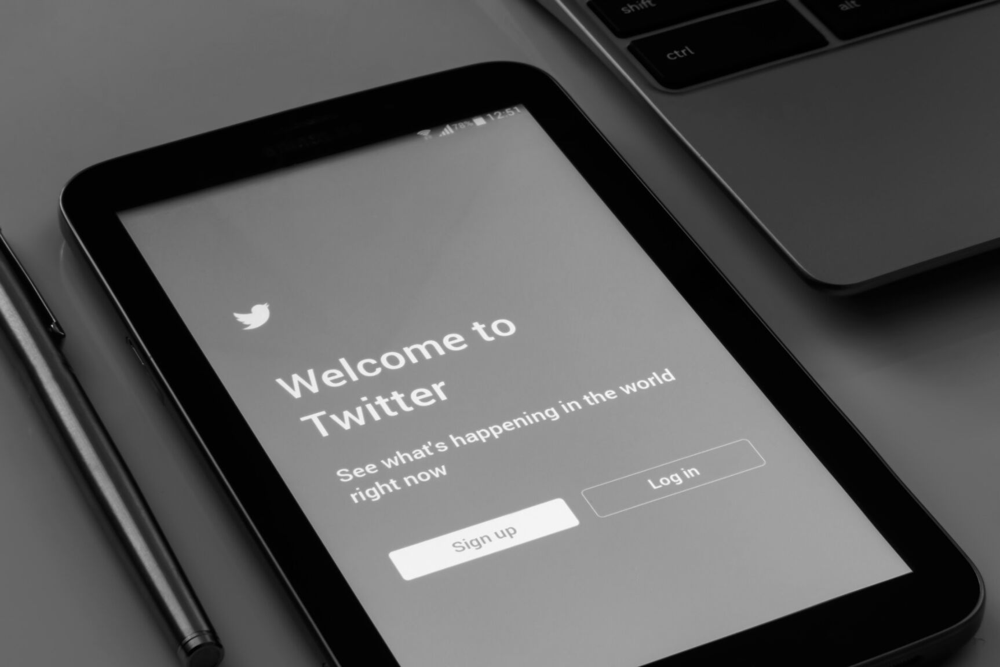 shift
alt
ctrl
78% 12:51
Welcome to
Twitter
See what's happening in the world
right now
Log in
Sign up